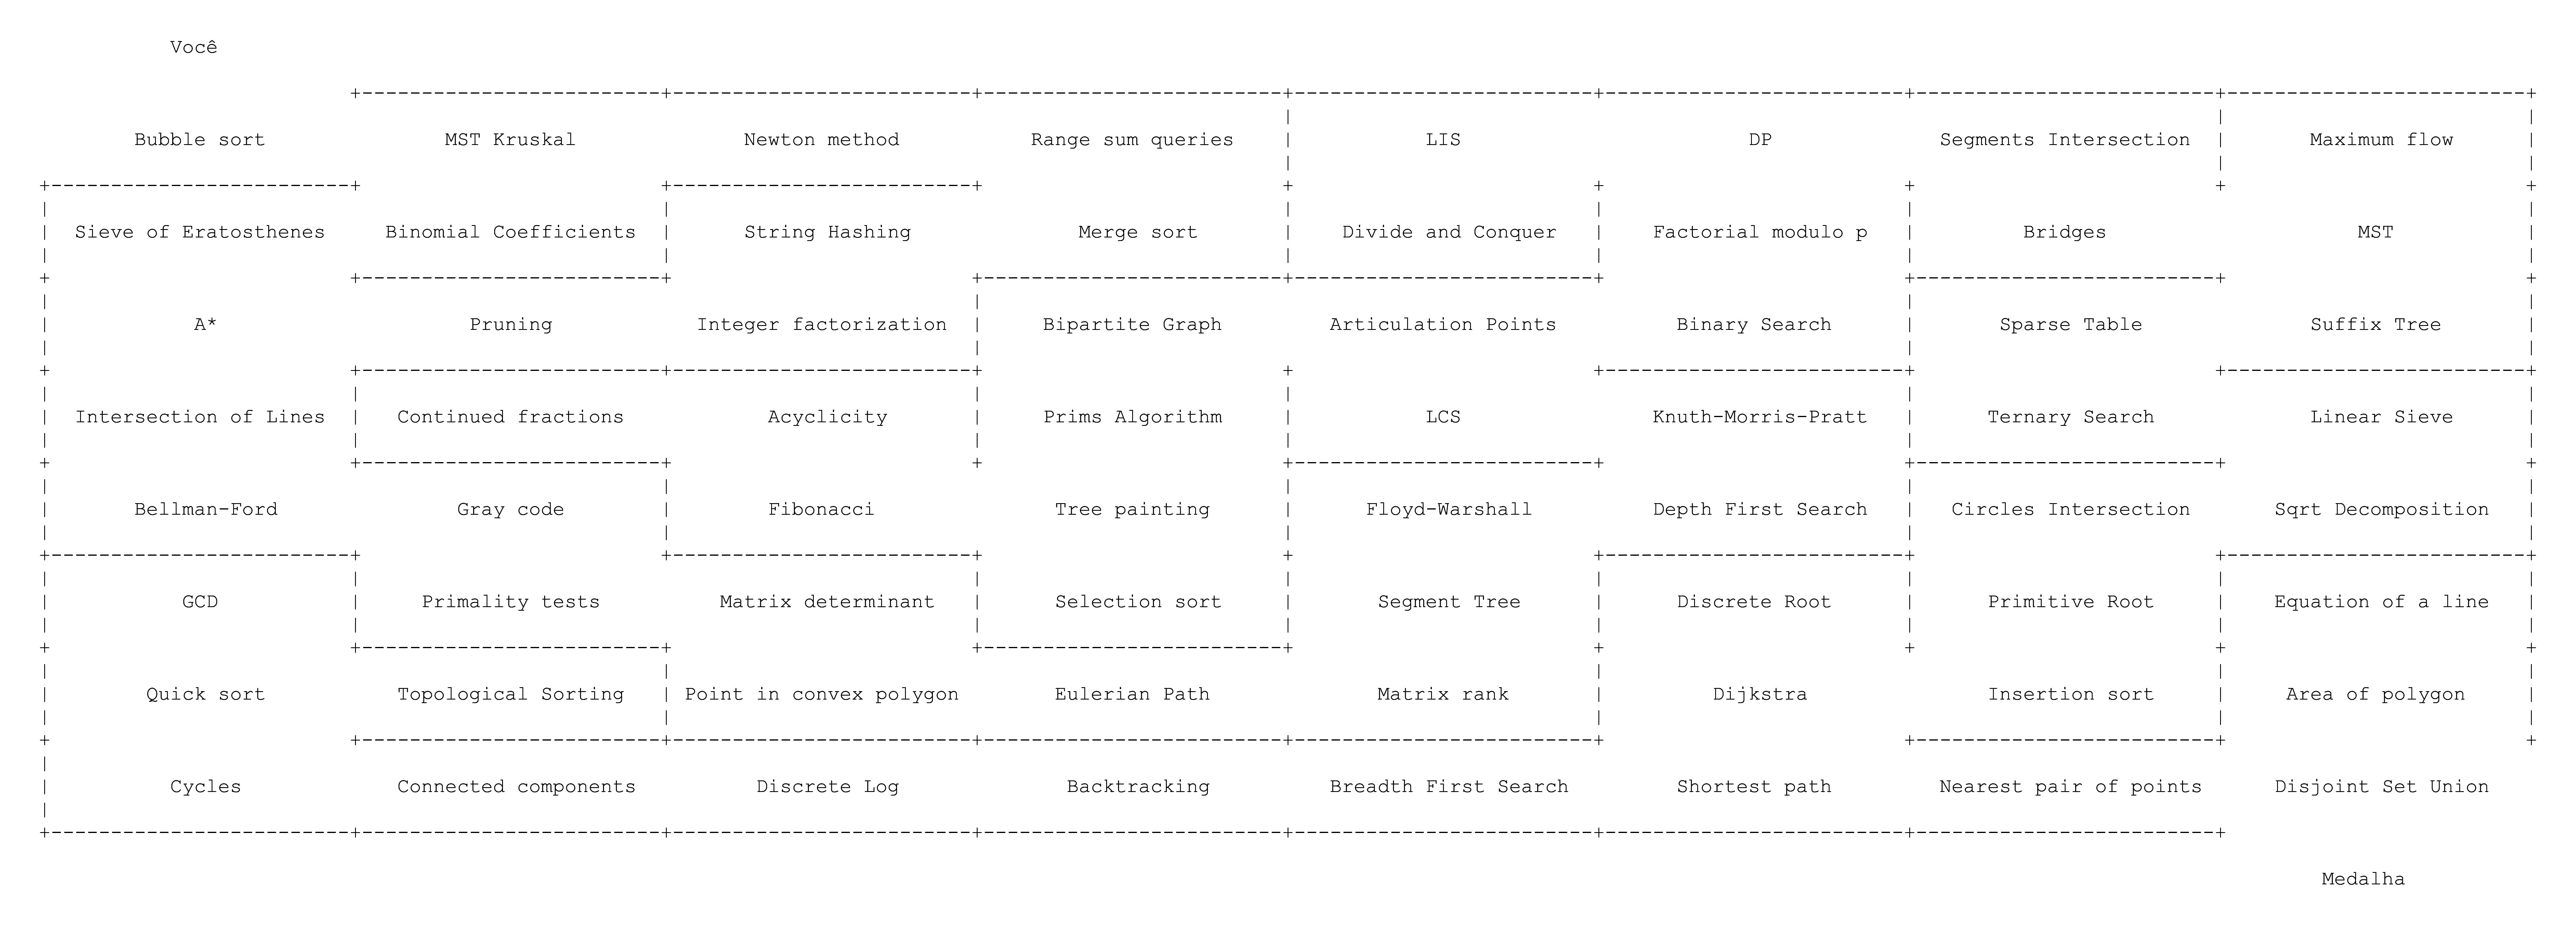 Você
Bubble sort MST Kruskal Newton method Range sum queries LIS DP Segments Intersection Maximum flow
Sieve of Eratosthenes Binomial Coefficients String Hashing Merge sort Divide and Conquer Factorial modulo p Bridges MST
A* Pruning Integer factorization Bipartite Graph Articulation Points Binary Search Sparse Table Suffix Tree
Intersection of Lines Continued fractions Acyclicity Prims Algorithm LCS Knuth-Morris-Pratt Ternary Search Linear Sieve
Bellman-Ford Gray code Fibonacci Tree painting Floyd-Warshall Depth First Search Circles Intersection Sqrt Decomposition
GCD Primality tests Matrix determinant Selection sort Segment Tree Discrete Root Primitive Root Equation of a line
Quick sort Topological Sorting Point in convex polygon Eulerian Path Matrix rank Dijkstra Insertion sort Area of polygon
Cycles Connected components Discrete Log Backtracking Breadth First Search Shortest path Nearest pair of points Disjoint Set Union
Medalha